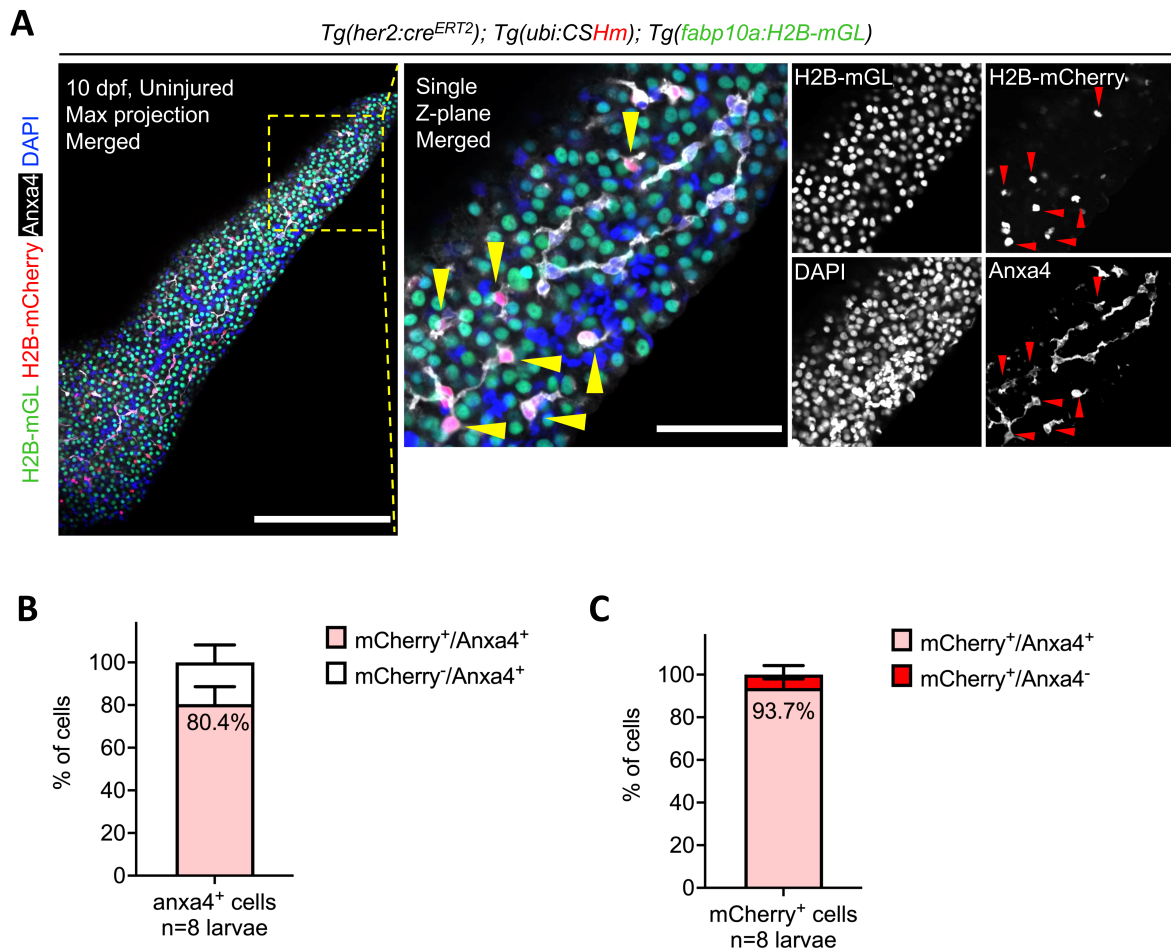 A
Tg(her2:cre^ERT2); Tg(ubi:CSHm); Tg(fabp10a:H2B-mGL)
H2B-mGL H2B-mCherry Anxa4 DAPI
10 dpf, Uninjured
Max projection
Merged
Single
Z-plane
Merged
H2B-mGL
H2B-mCherry
DAPI
Anxa4
B
% of cells
100
80
60
40
20
0
80.4%
anxa4⁺ cells
n=8 larvae
mCherry⁺/Anxa4⁺
mCherry⁻/Anxa4⁺
C
% of cells
100
80
60
40
20
0
93.7%
mCherry⁺ cells
n=8 larvae
mCherry⁺/Anxa4⁺
mCherry⁺/Anxa4⁻